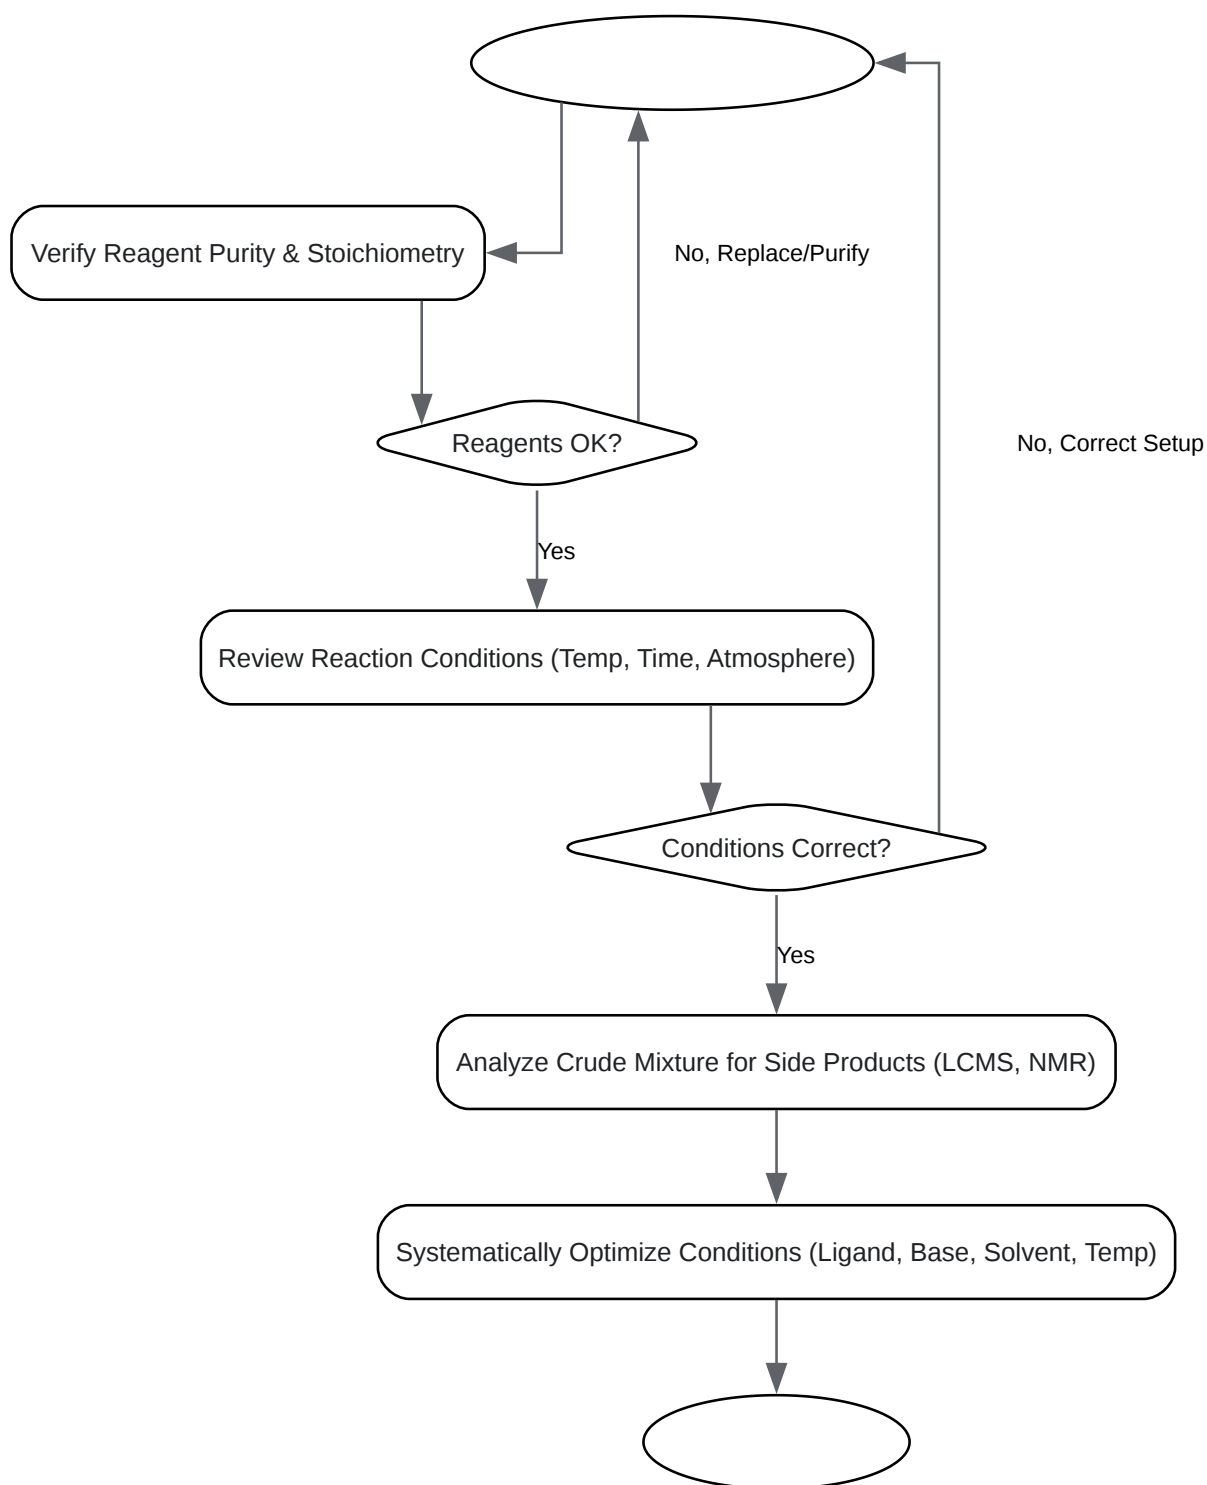 Verify Reagent Purity & Stoichiometry
No, Replace/Purify
Reagents OK?
No, Correct Setup
Yes
Review Reaction Conditions (Temp, Time, Atmosphere)
Conditions Correct?
Yes
Analyze Crude Mixture for Side Products (LCMS, NMR)
Systematically Optimize Conditions (Ligand, Base, Solvent, Temp)